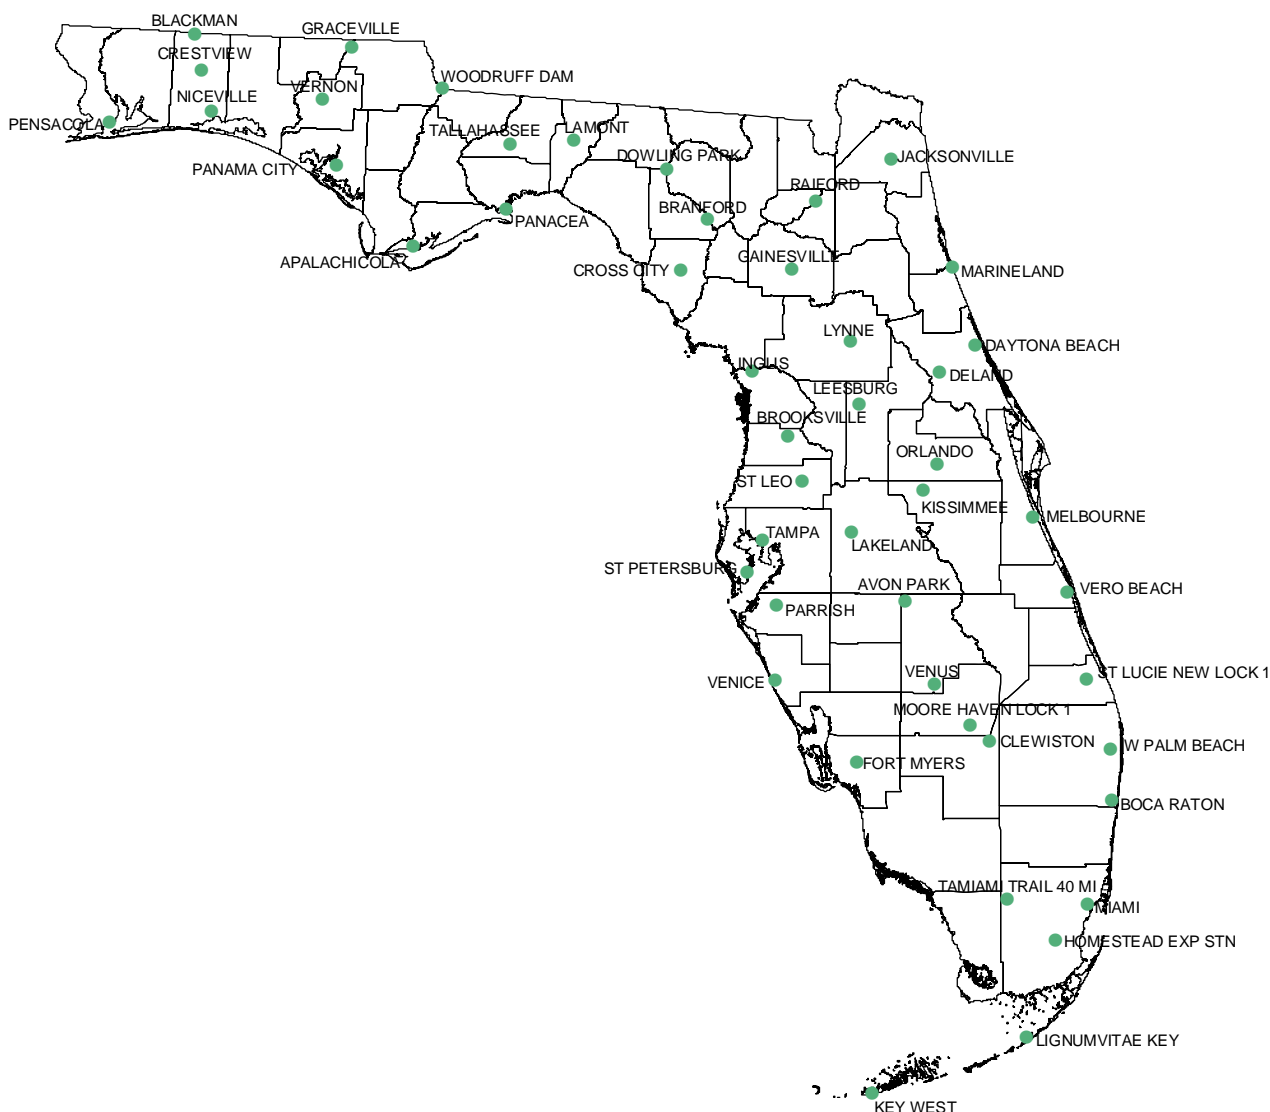 BLACKMAN
GRACEVILLE
CRESTVIEW
WOODRUFF DAM
VERNON
NICEVILLE
PENSACOLA
TALLAHASSEE
LAMONT
DOWLING PARK
JACKSONVILLE
PANAMA CITY
RAIFORD
BRANFORD
PANACEA
GAINESVILLE
APALACHICOLA
CROSS CITY
MARINELAND
LYNNE
DAYTONA BEACH
INGLIS
DELAND
LEESBURG
BROOKSVILLE
ORLANDO
ST LEO
KISSIMMEE
MELBOURNE
TAMPA
LAKELAND
ST PETERSBURG
AVON PARK
VERO BEACH
PARRISH
VENUS
ST LUCIE NEW LOCK 1
VENICE
MOORE HAVEN LOCK 1
CLEWISTON
W PALM BEACH
FORT MYERS
BOCA RATON
TAMIAMI TRAIL 40 MI
MIAMI
HOMESTEAD EXP STN
LIGNUMVITAE KEY
KEY WEST